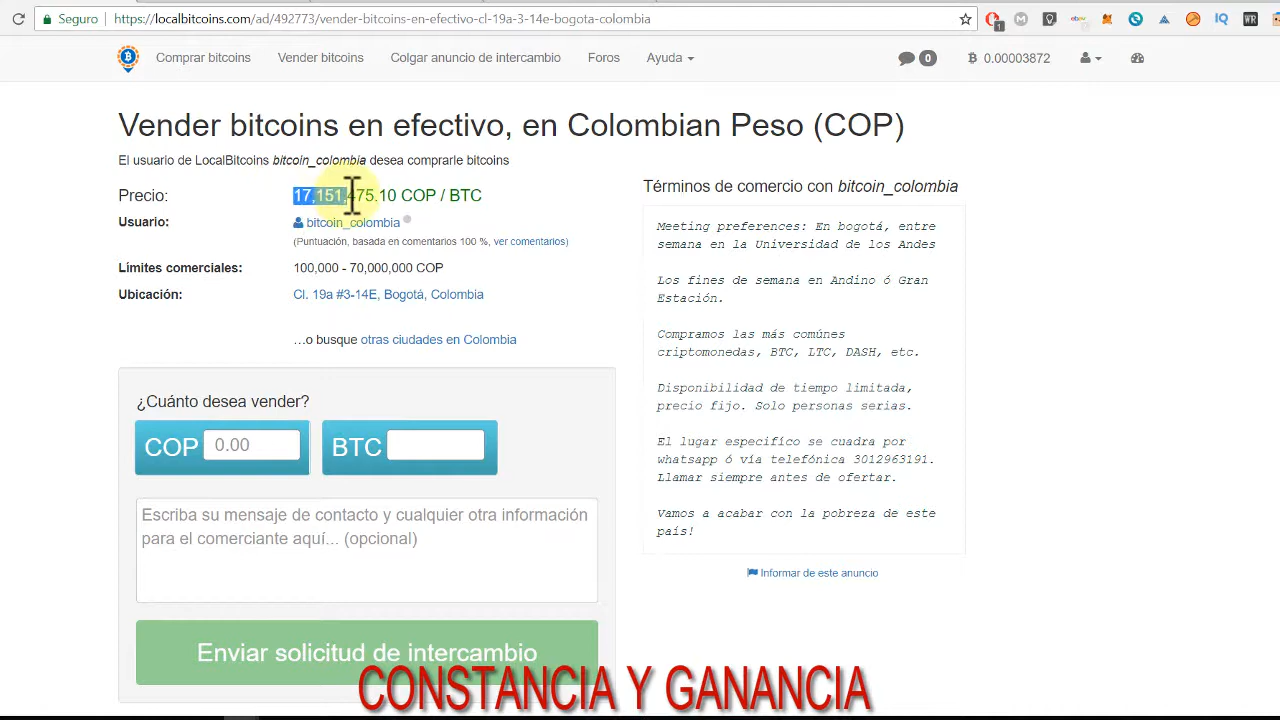 Seguro
https://localbitcoins.com/ad/492773/vender-bitcoins-en-efectivo-cl-19a-3-14e-bogota-colombia
1
M
ebay
IQ
WR
Comprar bitcoins
Vender bitcoins
Colgar anuncio de intercambio
Foros
Ayuda
0
0.00003872
Vender bitcoins en efectivo, en Colombian Peso (COP)
El usuario de LocalBitcoins bitcoin_colombia desea comprarle bitcoins
Precio: 17,151,475.10 COP / BTC
Usuario: bitcoin_colombia
(Puntuación, basada en comentarios 100 %, ver comentarios)
Límites comerciales: 100,000 - 70,000,000 COP
Ubicación: Cl. 19a #3-14E, Bogotá, Colombia
…o busque otras ciudades en Colombia
¿Cuánto desea vender?
COP 0.00
BTC
Escriba su mensaje de contacto y cualquier otra información
para el comerciante aquí... (opcional)
Enviar solicitud de intercambio
Términos de comercio con bitcoin_colombia
Meeting preferences: En bogotá, entre
semana en la Universidad de los Andes
Los fines de semana en Andino ó Gran
Estación.
Compramos las más comúnes
criptomonedas, BTC, LTC, DASH, etc.
Disponibilidad de tiempo limitada,
precio fijo. Solo personas serias.
El lugar especifico se cuadra por
whatsapp ó vía telefónica 3012963191.
Llamar siempre antes de ofertar.
Vamos a acabar con la pobreza de este
país!
Informar de este anuncio
CONSTANCIA Y GANANCIA